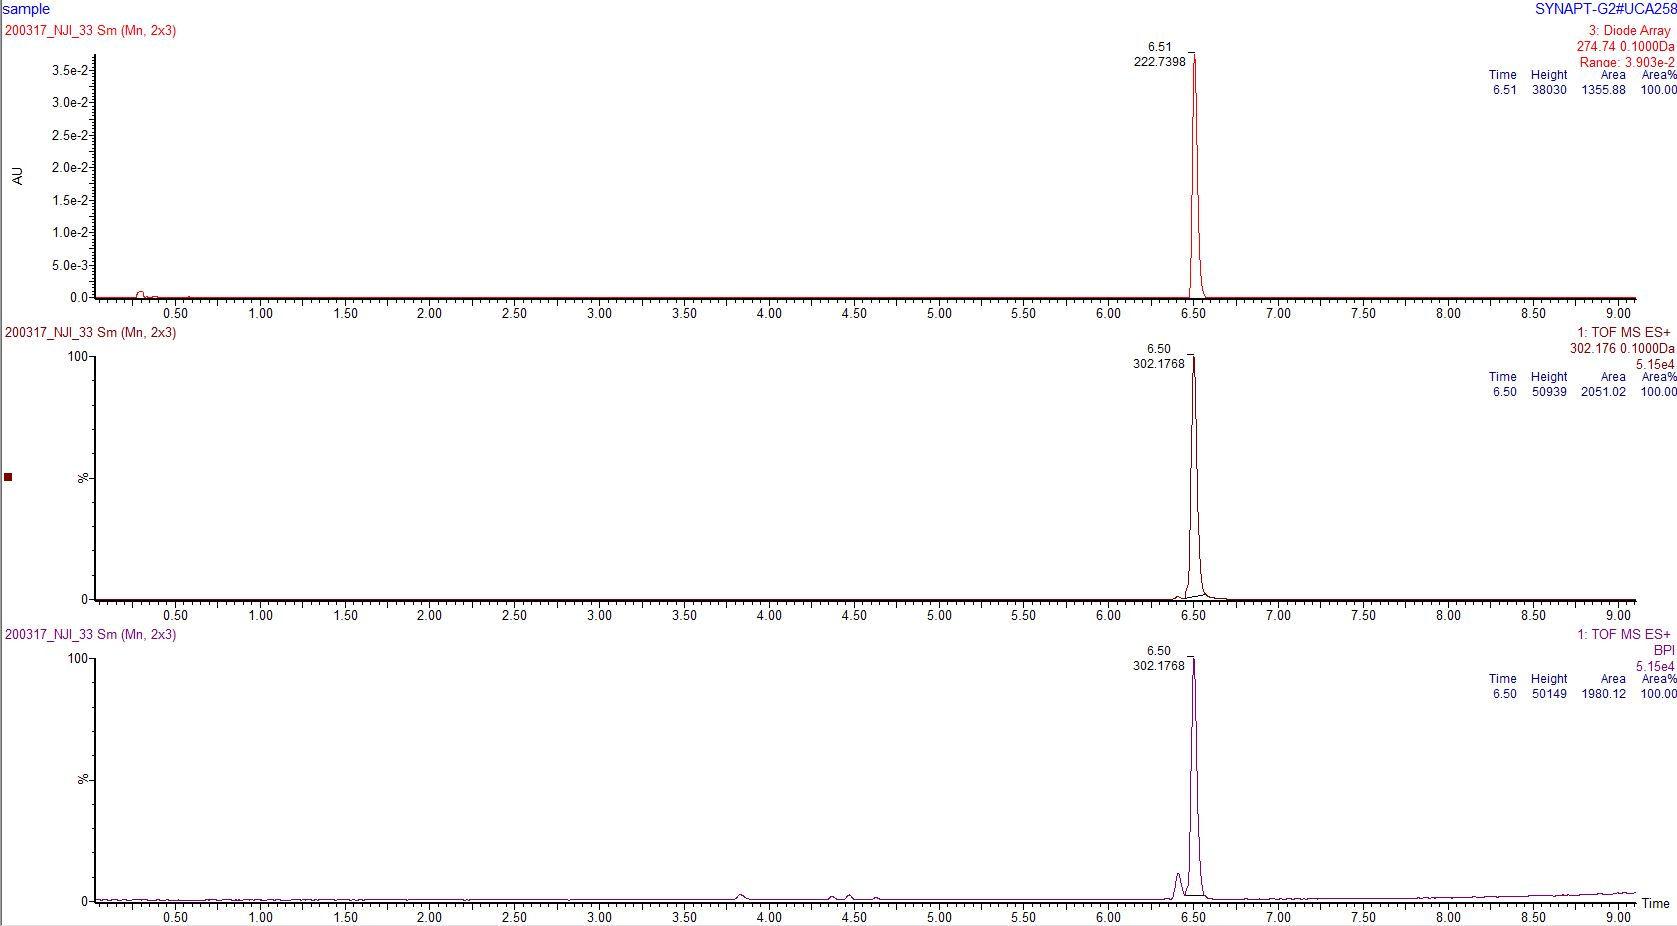 sample SYNAPT-G2#UCA258
200317_NJI_33 Sm (Mn, 2x3) 3: Diode Array
274.74 0.1000Da
Range: 3.903e-2
Time Height Area Area%
6.51 38030 1355.88 100.00
6.51
222.7398
AU
3.5e-2
3.0e-2
2.5e-2
2.0e-2
1.5e-2
1.0e-2
5.0e-3
0.0
0.50 1.00 1.50 2.00 2.50 3.00 3.50 4.00 4.50 5.00 5.50 6.00 6.50 7.00 7.50 8.00 8.50 9.00
200317_NJI_33 Sm (Mn, 2x3) 1: TOF MS ES+
302.176 0.1000Da
5.15e4
Time Height Area Area%
6.50 50939 2051.02 100.00
6.50
302.1768
100
%
0
0.50 1.00 1.50 2.00 2.50 3.00 3.50 4.00 4.50 5.00 5.50 6.00 6.50 7.00 7.50 8.00 8.50 9.00
200317_NJI_33 Sm (Mn, 2x3) 1: TOF MS ES+
BPI
5.15e4
Time Height Area Area%
6.50 50149 1980.12 100.00
6.50
302.1768
100
%
0
Time
0.50 1.00 1.50 2.00 2.50 3.00 3.50 4.00 4.50 5.00 5.50 6.00 6.50 7.00 7.50 8.00 8.50 9.00